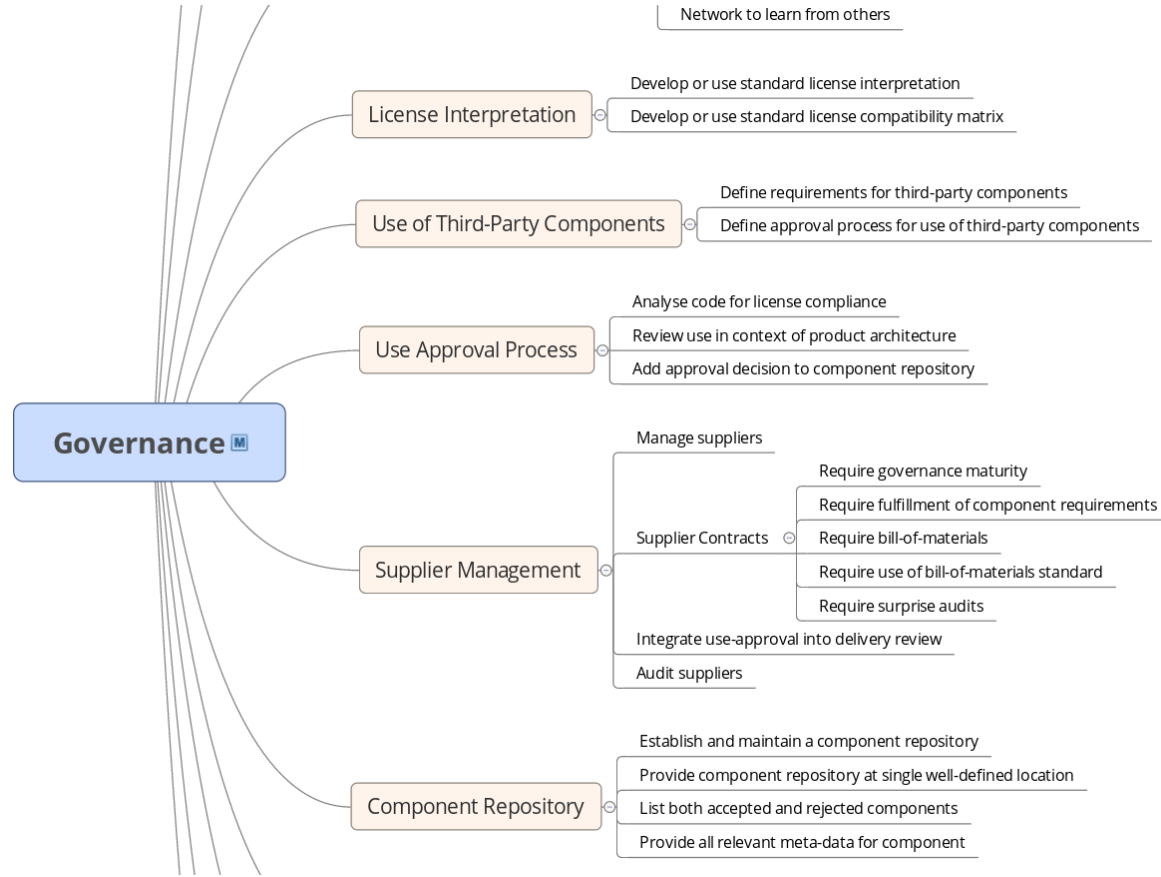 Network to learn from others
License Interpretation
Develop or use standard license interpretation
Develop or use standard license compatibility matrix
Use of Third-Party Components
Define requirements for third-party components
Define approval process for use of third-party components
Use Approval Process
Analyse code for license compliance
Review use in context of product architecture
Add approval decision to component repository
Governance M
Supplier Management
Manage suppliers
Supplier Contracts
Require governance maturity
Require fulfillment of component requirements
Require bill-of-materials
Require use of bill-of-materials standard
Require surprise audits
Integrate use-approval into delivery review
Audit suppliers
Component Repository
Establish and maintain a component repository
Provide component repository at single well-defined location
List both accepted and rejected components
Provide all relevant meta-data for component